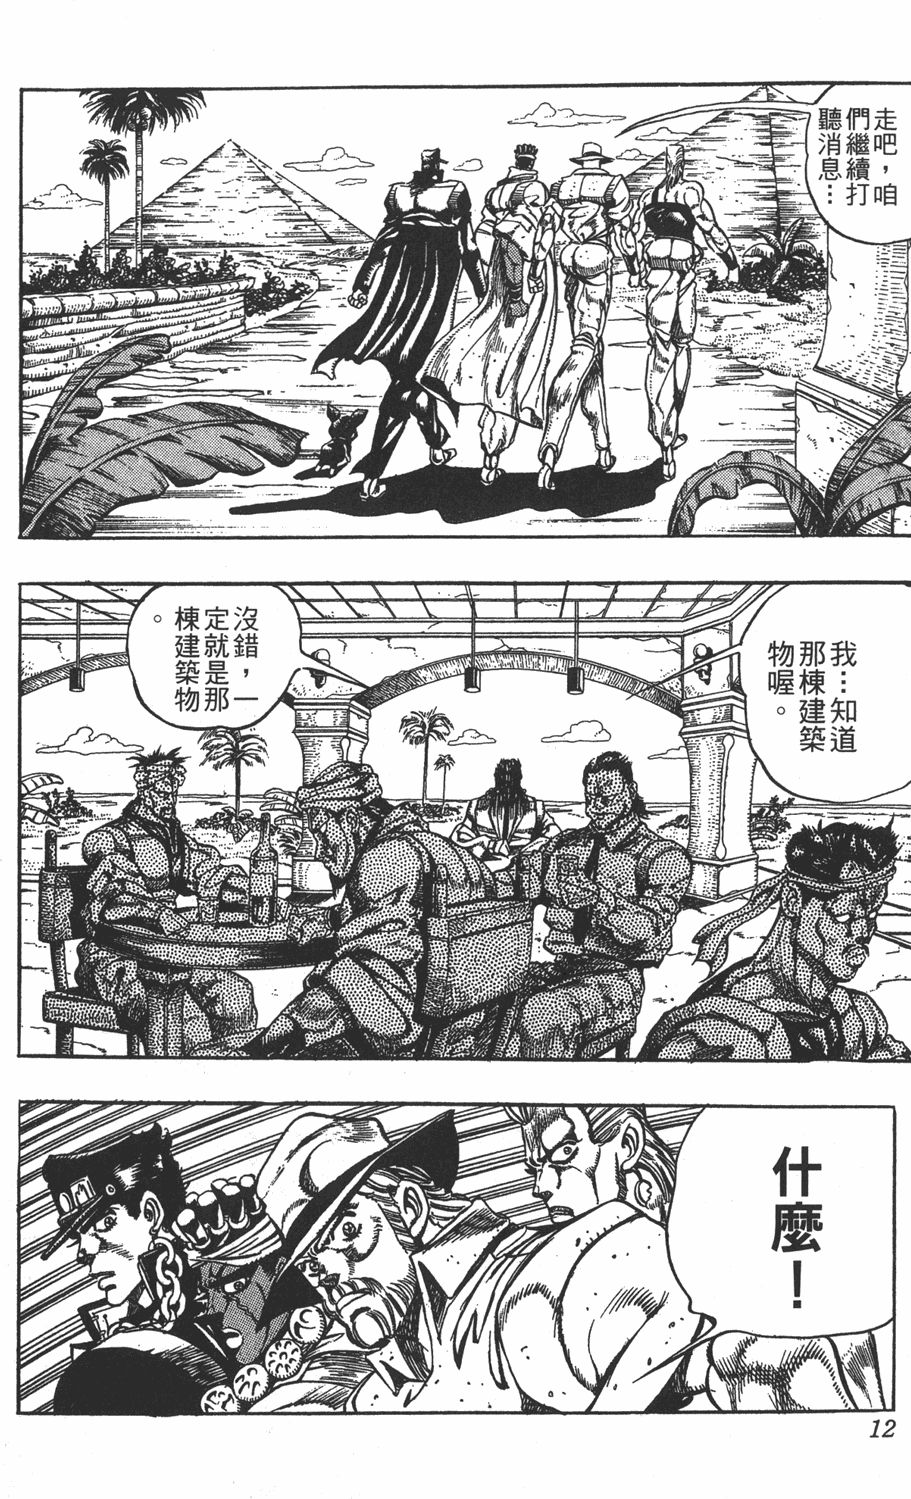 走吧，咱
們繼續打
聽消息…
我…知道
那棟建築
物喔。
沒錯，一
定就是那
棟建築物
。
什麼！
12